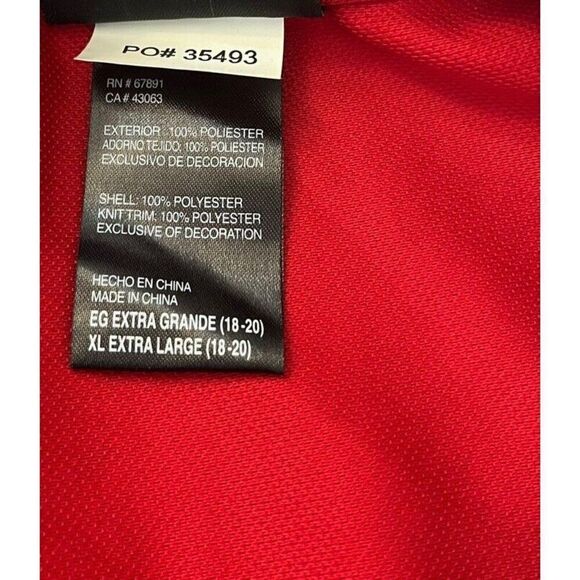 PO# 35493
RN # 67891
CA # 43063
EXTERIOR: 100% POLIESTER
ADORNO TEJIDO: 100% POLIESTER
EXCLUSIVO DE DECORACION
SHELL: 100% POLYESTER
KNIT TRIM: 100% POLYESTER
EXCLUSIVE OF DECORATION
HECHO EN CHINA
MADE IN CHINA
EG EXTRA GRANDE (18-20)
XL EXTRA LARGE (18-20)